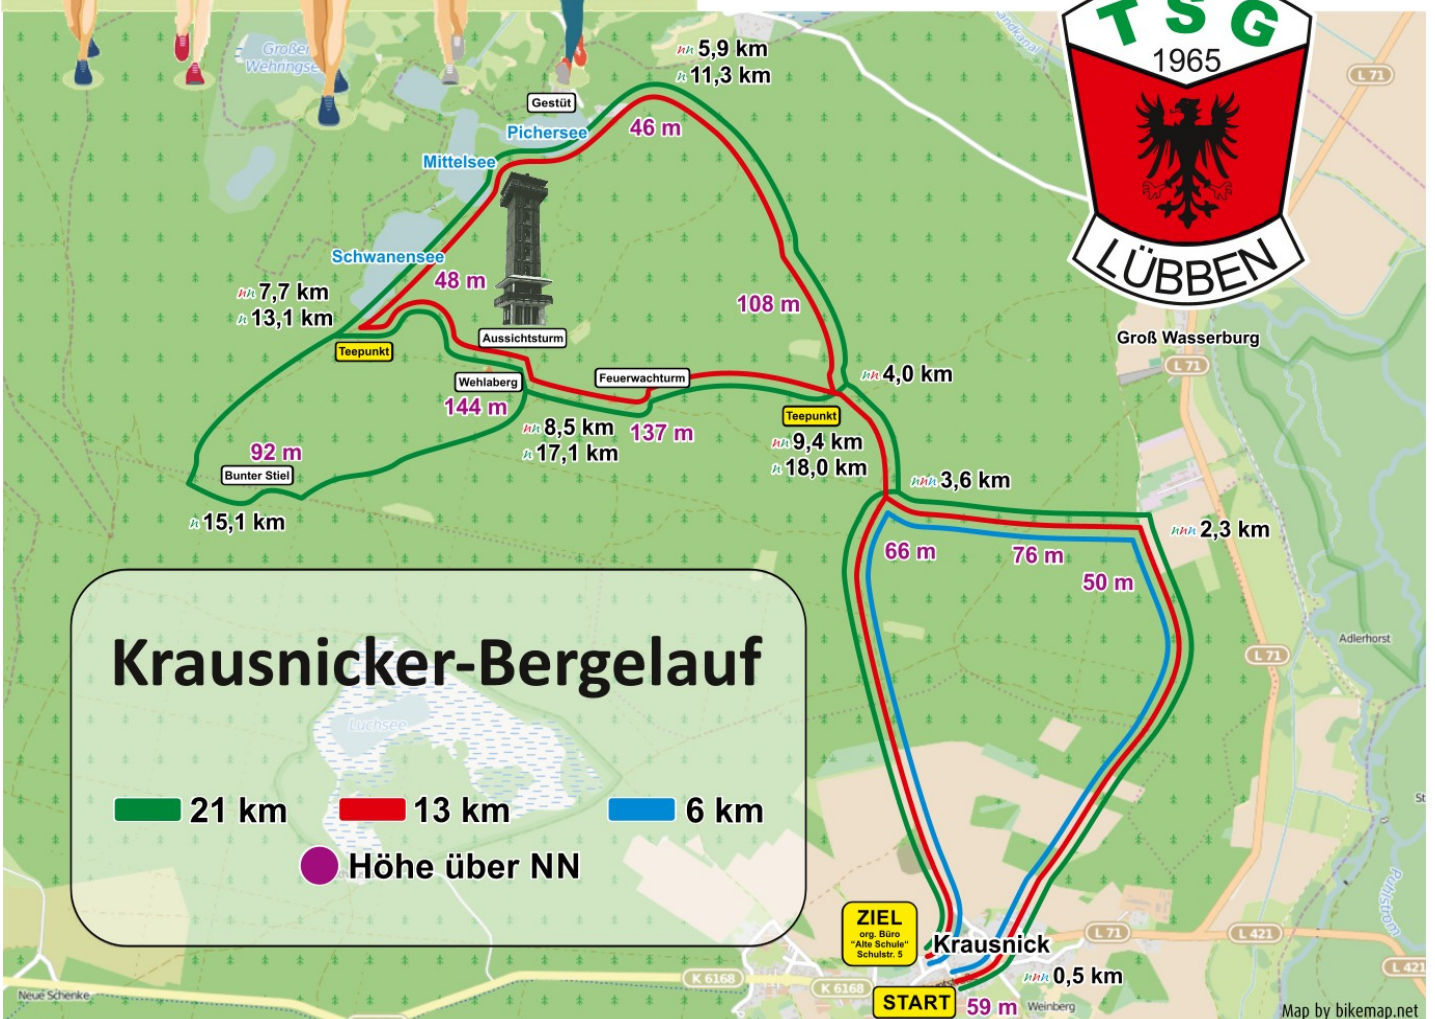 TSG
1965
LÜBBEN
L 71
5,9 km
11,3 km
Gestüt
Pichersee
46 m
Mittelsee
Schwanensee
48 m
7,7 km
13,1 km
108 m
Aussichtsturm
Teepunkt
Groß Wasserburg
L 71
Wehlaberg
144 m
Feuerwachturm
4,0 km
Teepunkt
8,5 km
17,1 km
137 m
9,4 km
18,0 km
92 m
Bunter Stiel
15,1 km
3,6 km
2,3 km
66 m
76 m
50 m
Adlerhorst
L 71
Krausnicker-Bergelauf
Luchsee
21 km
13 km
6 km
Höhe über NN
ZIEL
org. Büro
"Alte Schule"
Schulstr. 5
Krausnick
L 71
L 421
L 421
K 6168
K 6168
0,5 km
START
59 m
Weinberg
Neue Schenke
Map by bikemap.net